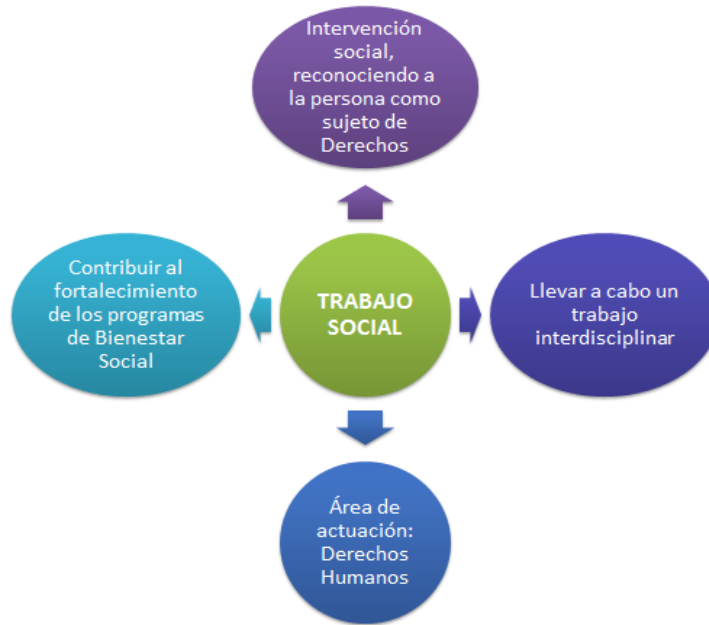 Intervención
social,
reconociendo a
la persona como
sujeto de
Derechos
Contribuir al
fortalecimiento
de los programas
de Bienestar
Social
TRABAJO
SOCIAL
Llevar a cabo un
trabajo
interdisciplinar
Área de
actuación:
Derechos
Humanos